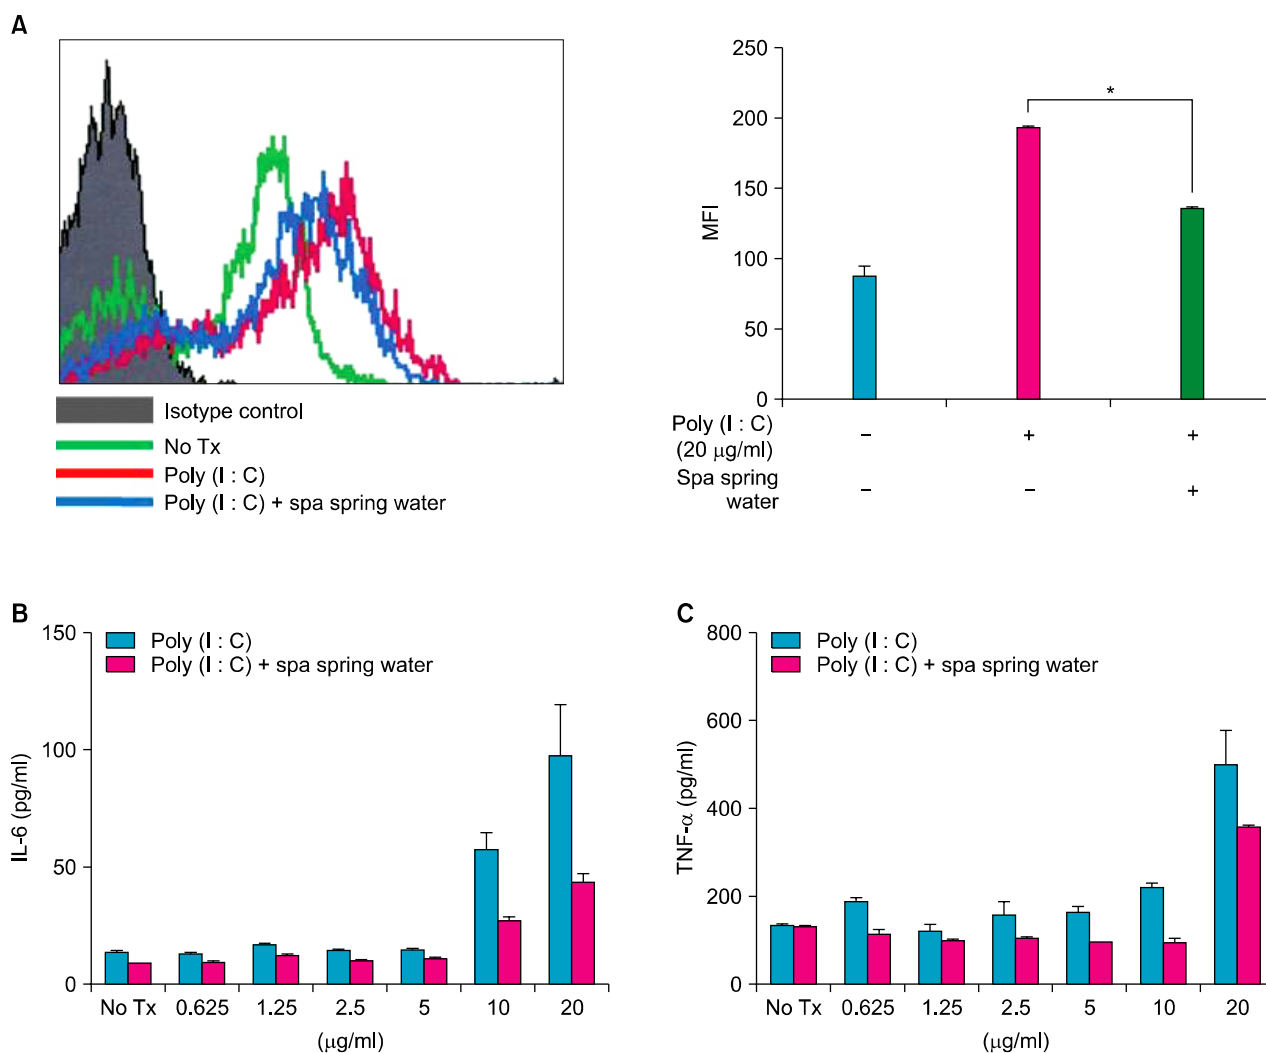 A
Isotype control
No Tx
Poly (I : C)
Poly (I : C) + spa spring water
250
200
150
100
50
0
MFI
*
Poly (I : C)
(20 μg/ml)
− + +
Spa spring
water
− − +
B
150
100
50
0
IL-6 (pg/ml)
Poly (I : C)
Poly (I : C) + spa spring water
No Tx 0.625 1.25 2.5 5 10 20
(μg/ml)
C
800
600
400
200
0
TNF-α (pg/ml)
Poly (I : C)
Poly (I : C) + spa spring water
No Tx 0.625 1.25 2.5 5 10 20
(μg/ml)